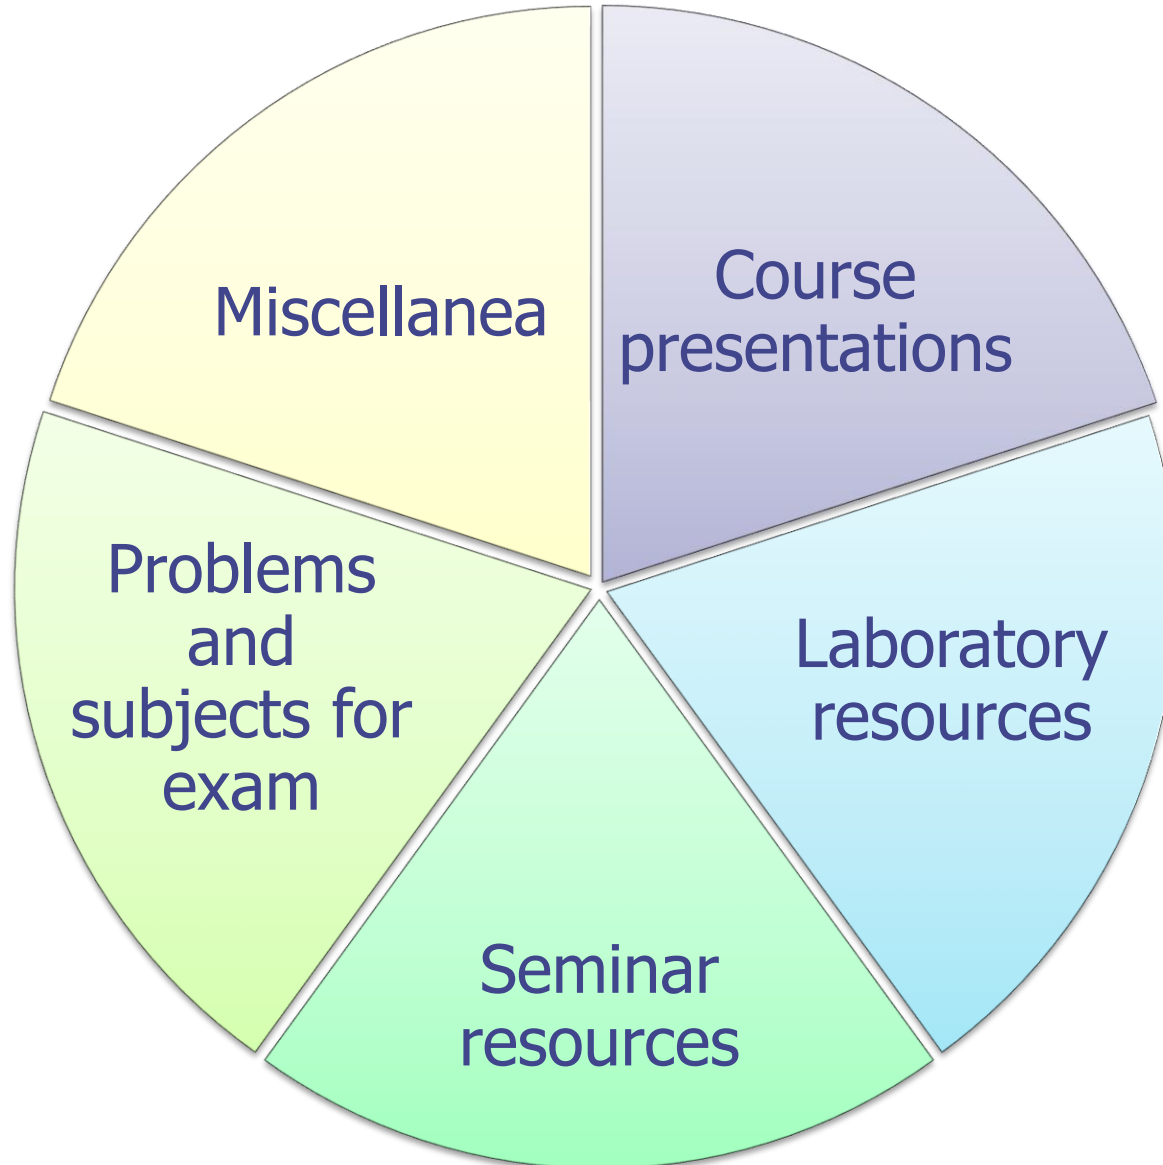 Course
presentations
Laboratory
resources
Seminar
resources
Problems
and
subjects for
exam
Miscellanea